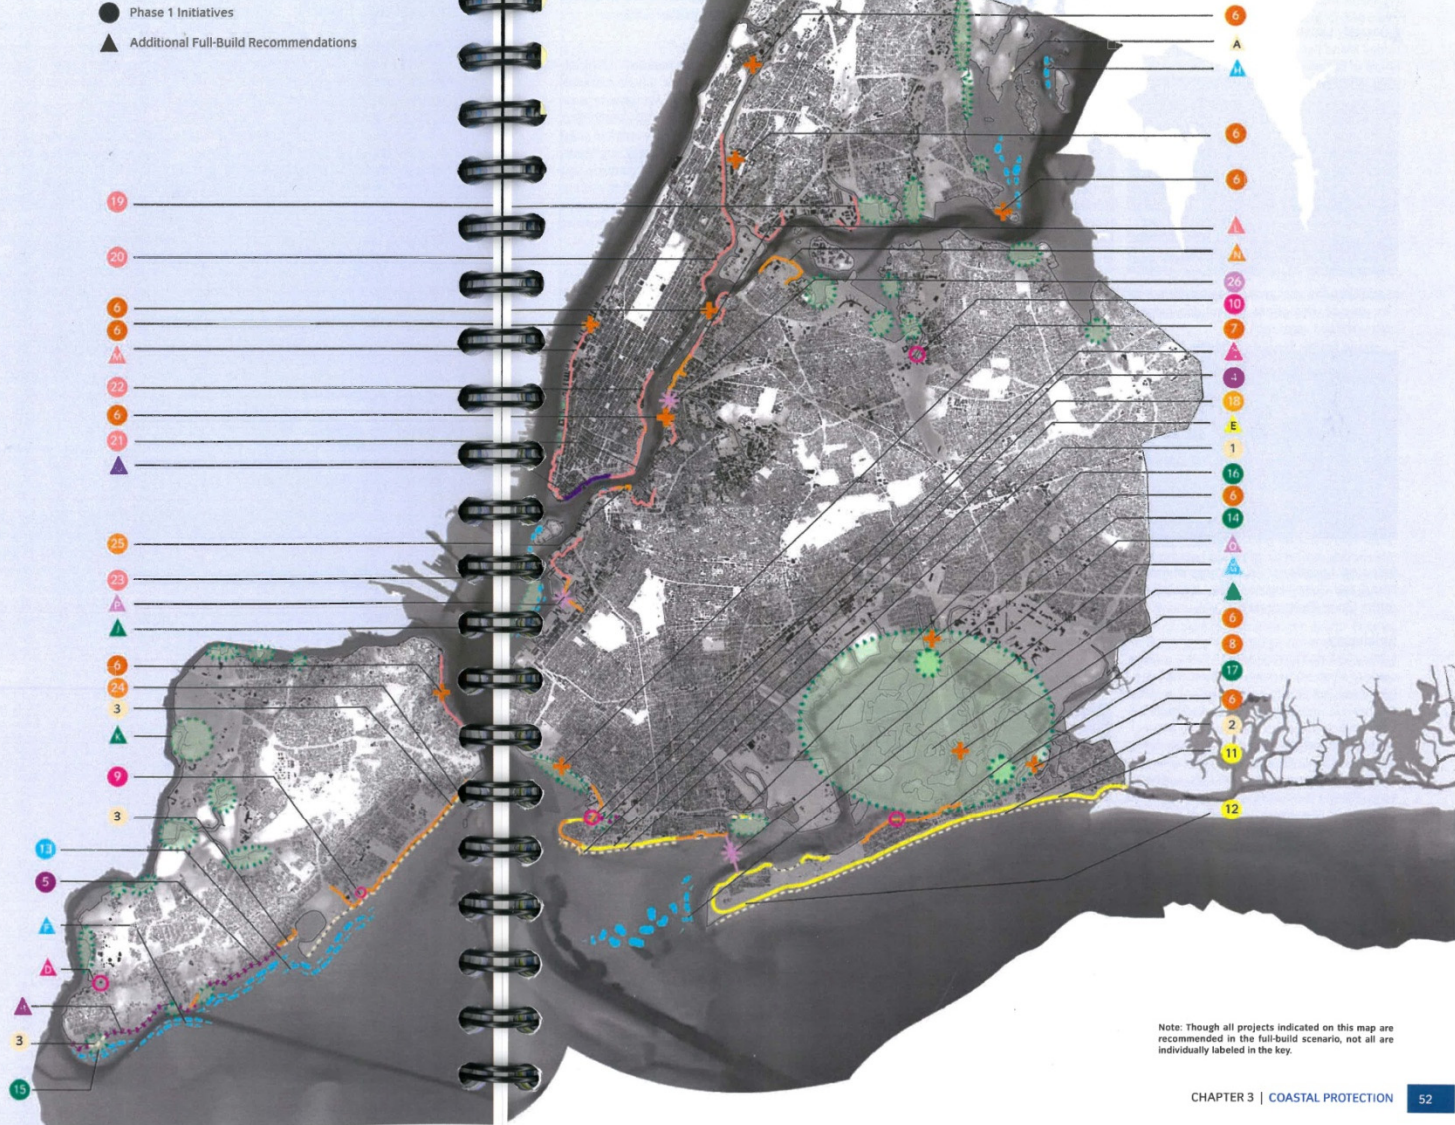 Phase 1 Initiatives
Additional Full-Build Recommendations
19
20
6
6
M
22
6
21
J
25
23
P
I
6
24
3
K
9
3
13
5
F
D
3
15
6
A
H
6
6
L
N
26
10
7
4
18
E
1
16
6
14
6
8
17
6
2
11
12
Note: Though all projects indicated on this map are
recommended in the full-build scenario, not all are
individually labeled in the key.
CHAPTER 3 | COASTAL PROTECTION 52